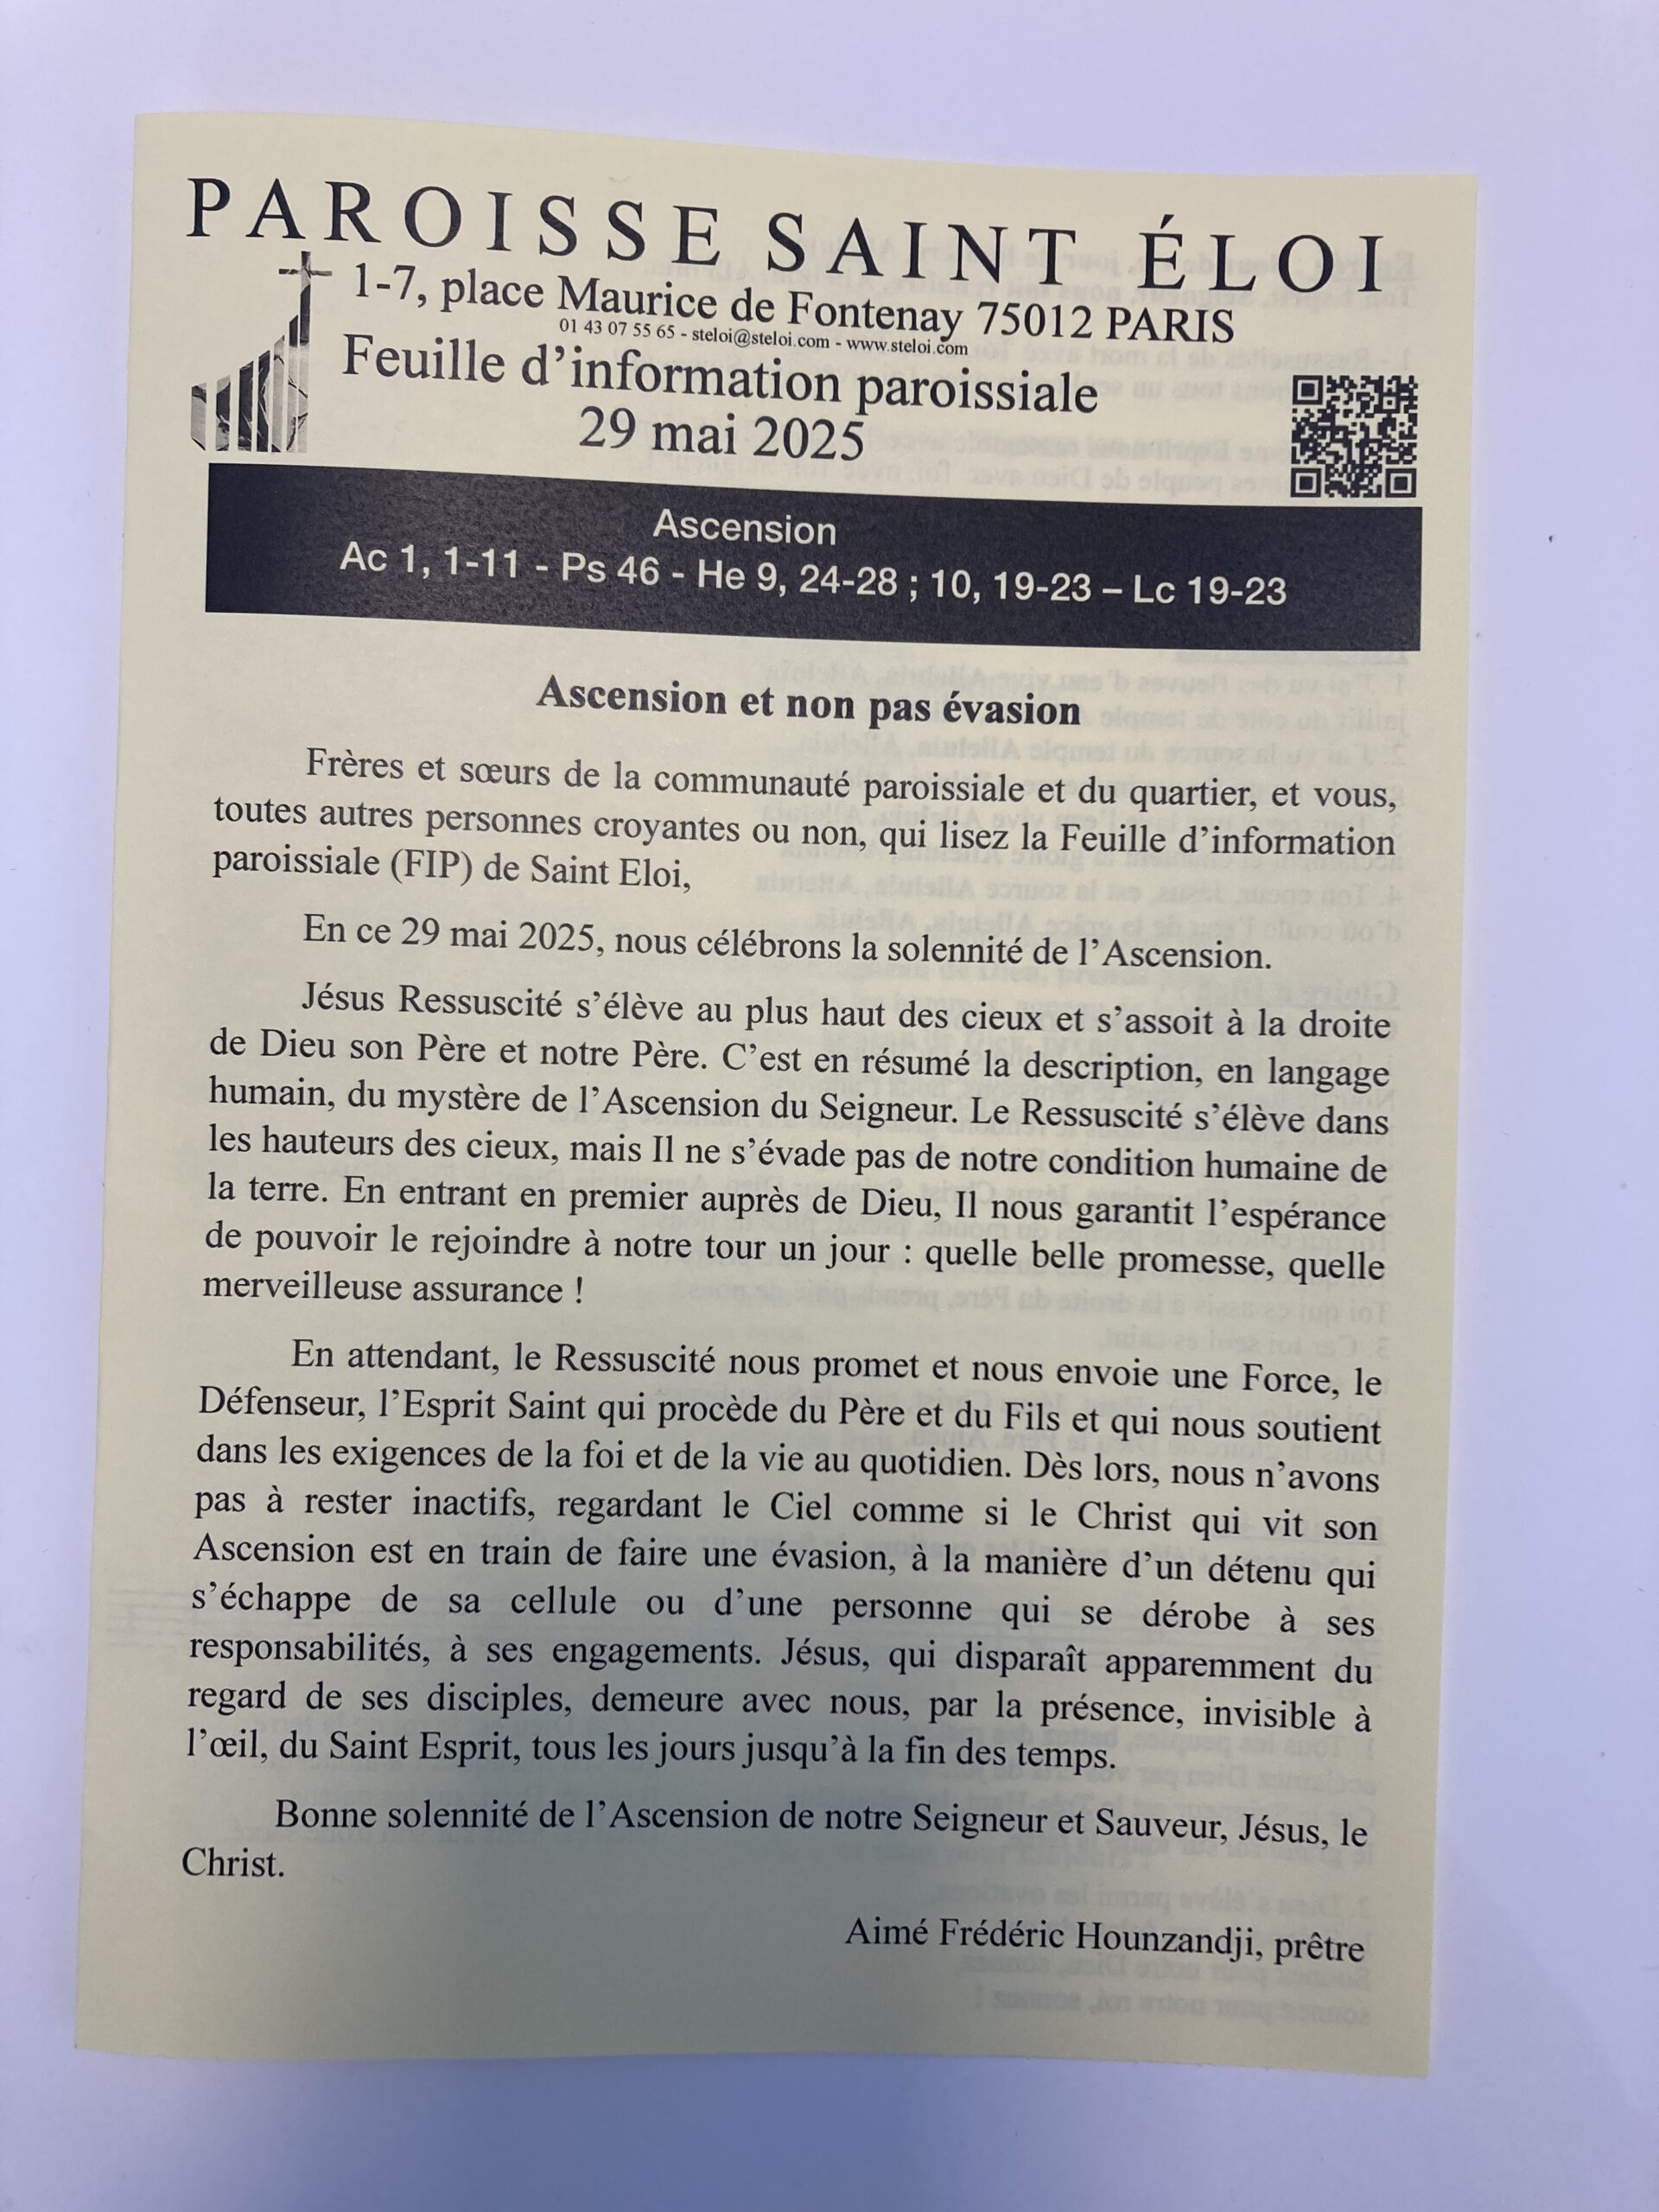 PAROISSE SAINT ÉLOI
1-7, place Maurice de Fontenay 75012 PARIS
01 43 07 55 65 - steloi@steloi.com - www.steloi.com
Feuille d’information paroissiale
29 mai 2025
Ascension
Ac 1, 1-11 - Ps 46 - He 9, 24-28 ; 10, 19-23 – Lc 19-23
Ascension et non pas évasion
Frères et sœurs de la communauté paroissiale et du quartier, et vous,
toutes autres personnes croyantes ou non, qui lisez la Feuille d’information
paroissiale (FIP) de Saint Eloi,
En ce 29 mai 2025, nous célébrons la solennité de l’Ascension.
Jésus Ressuscité s’élève au plus haut des cieux et s’assoit à la droite
de Dieu son Père et notre Père. C’est en résumé la description, en langage
humain, du mystère de l’Ascension du Seigneur. Le Ressuscité s’élève dans
les hauteurs des cieux, mais Il ne s’évade pas de notre condition humaine de
la terre. En entrant en premier auprès de Dieu, Il nous garantit l’espérance
de pouvoir le rejoindre à notre tour un jour : quelle belle promesse, quelle
merveilleuse assurance !
En attendant, le Ressuscité nous promet et nous envoie une Force, le
Défenseur, l’Esprit Saint qui procède du Père et du Fils et qui nous soutient
dans les exigences de la foi et de la vie au quotidien. Dès lors, nous n’avons
pas à rester inactifs, regardant le Ciel comme si le Christ qui vit son
Ascension est en train de faire une évasion, à la manière d’un détenu qui
s’échappe de sa cellule ou d’une personne qui se dérobe à ses
responsabilités, à ses engagements. Jésus, qui disparaît apparemment du
regard de ses disciples, demeure avec nous, par la présence, invisible à
l’œil, du Saint Esprit, tous les jours jusqu’à la fin des temps.
Bonne solennité de l’Ascension de notre Seigneur et Sauveur, Jésus, le
Christ.
Aimé Frédéric Hounzandji, prêtre